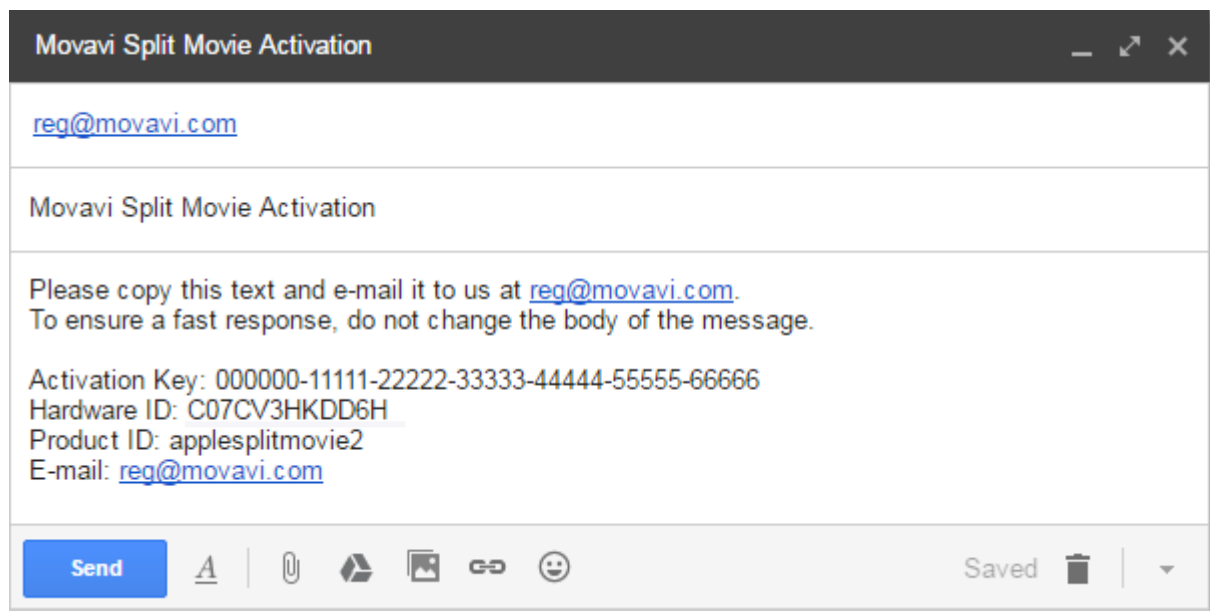 Movavi Split Movie Activation
reg@movavi.com
Movavi Split Movie Activation
Please copy this text and e-mail it to us at reg@movavi.com.
To ensure a fast response, do not change the body of the message.
Activation Key: 000000-11111-22222-33333-44444-55555-66666
Hardware ID: C07CV3HKDD6H
Product ID: applesplitmovie2
E-mail: reg@movavi.com
Send A Saved